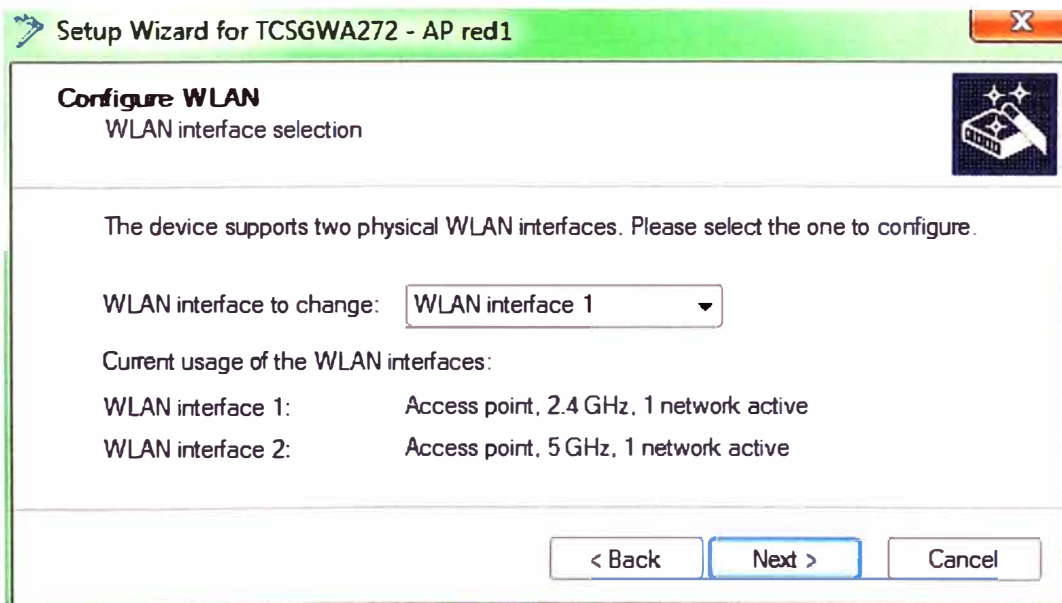 Setup Wizard for TCSGWA272 - AP red1
X
Configure WLAN
WLAN interface selection
The device supports two physical WLAN interfaces. Please select the one to configure.
WLAN interface to change: WLAN interface 1
Current usage of the WLAN interfaces:
WLAN interface 1: Access point, 2.4 GHz, 1 network active
WLAN interface 2: Access point, 5 GHz, 1 network active
< Back Next > Cancel